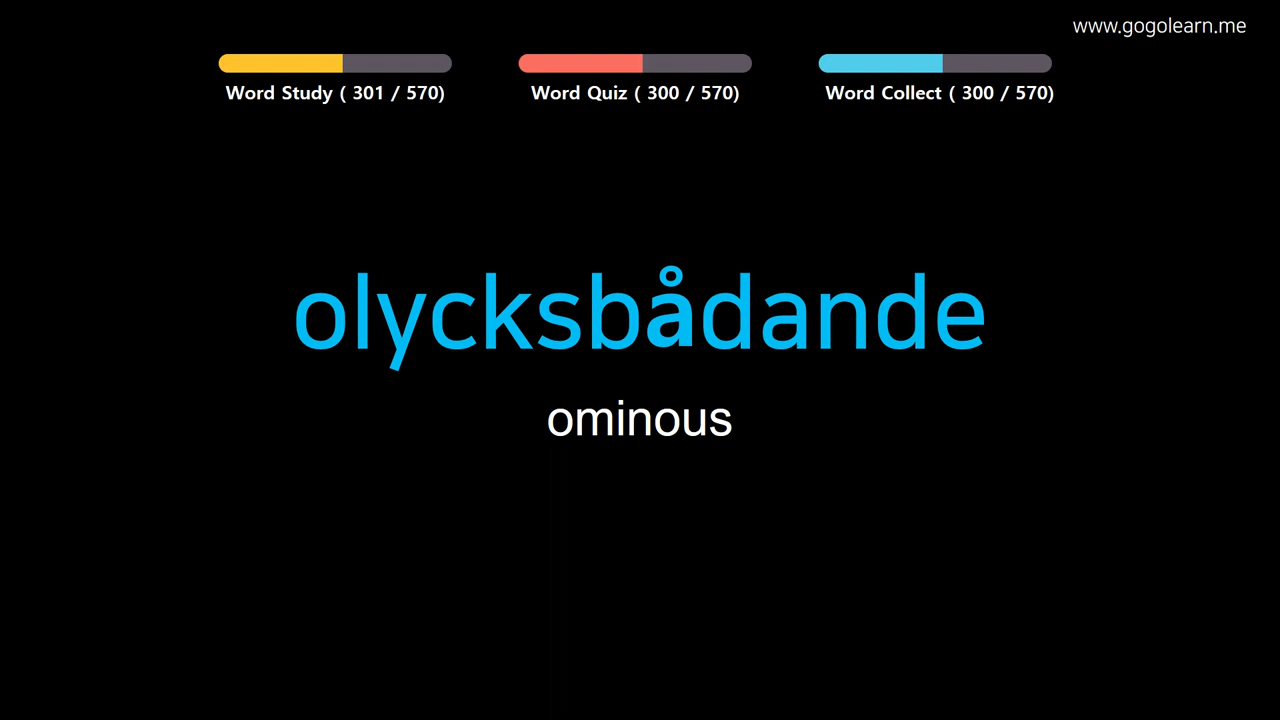 www.gogolearn.me
Word Study ( 301 / 570)
Word Quiz ( 300 / 570)
Word Collect ( 300 / 570)
olycksbådande
ominous